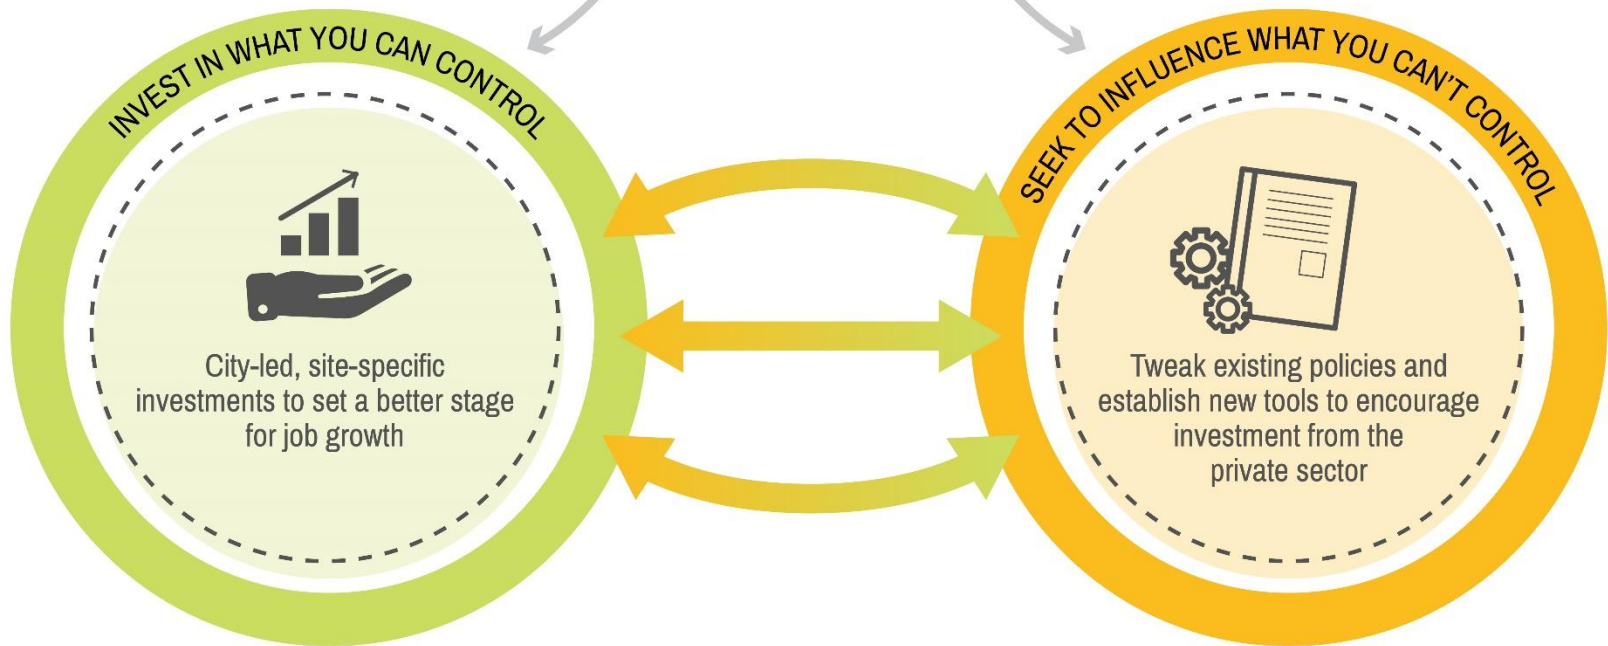 INVEST IN WHAT YOU CAN CONTROL
City-led, site-specific
investments to set a better stage
for job growth
SEEK TO INFLUENCE WHAT YOU CAN'T CONTROL
Tweak existing policies and
establish new tools to encourage
investment from the
private sector